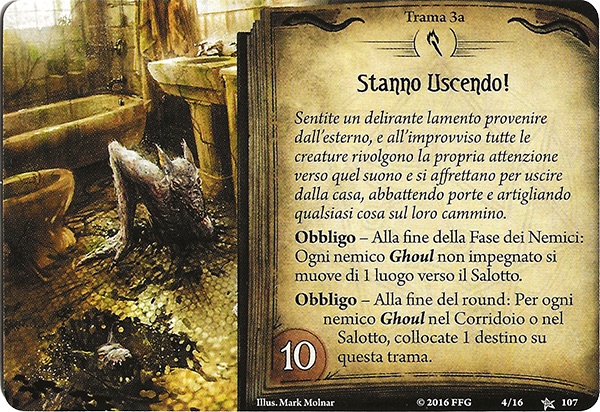 Trama 3a
Stanno Uscendo!
Sentite un delirante lamento provenire
dall'esterno, e all'improvviso tutte le
creature rivolgono la propria attenzione
verso quel suono e si affrettano per uscire
dalla casa, abbattendo porte e artigliando
qualsiasi cosa sul loro cammino.
Obbligo – Alla fine della Fase dei Nemici:
Ogni nemico Ghoul non impegnato si
muove di 1 luogo verso il Salotto.
Obbligo – Alla fine del round: Per ogni
nemico Ghoul nel Corridoio o nel
Salotto, collocate 1 destino su
questa trama.
10
Illus. Mark Molnar © 2016 FFG 4/16 107